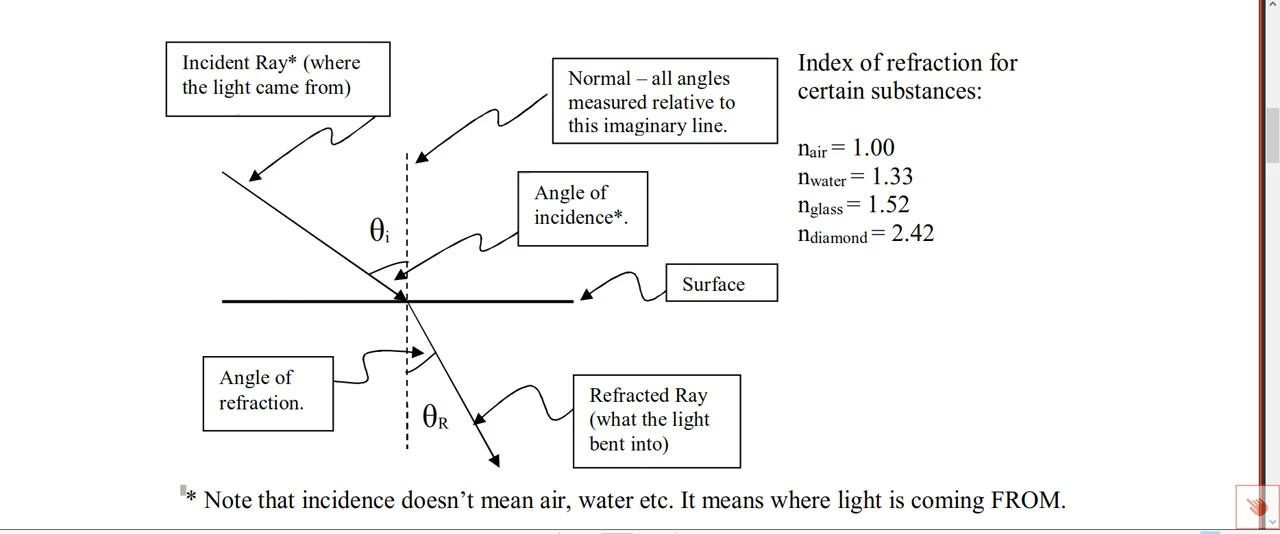 Incident Ray* (where
the light came from)
Normal – all angles
measured relative to
this imaginary line.
Index of refraction for
certain substances:
nair = 1.00
nwater = 1.33
nglass = 1.52
ndiamond = 2.42
Angle of
incidence*.
θi
Surface
Angle of
refraction.
θR
Refracted Ray
(what the light
bent into)
* Note that incidence doesn’t mean air, water etc. It means where light is coming FROM.